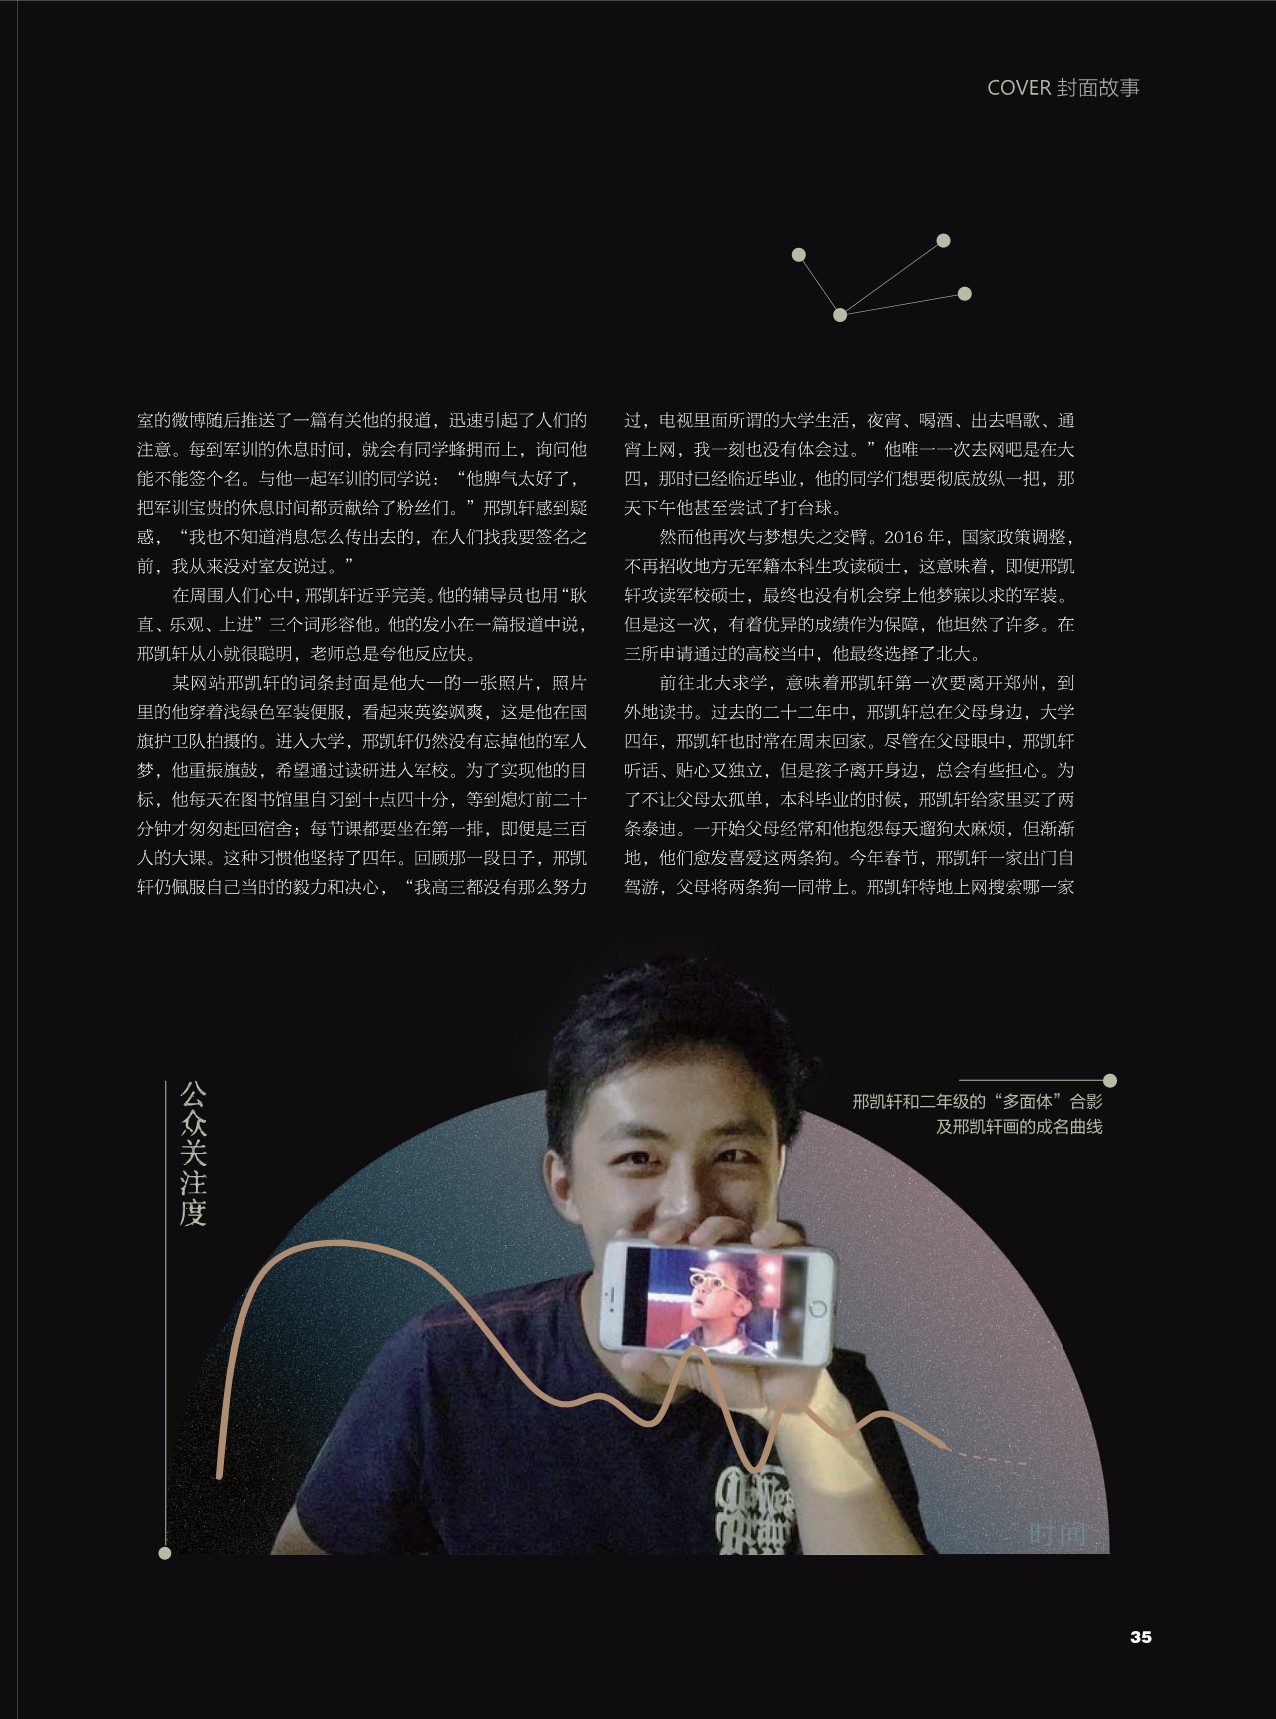 COVER 封面故事
室的微博随后推送了一篇有关他的报道，迅速引起了人们的
注意。每到军训的休息时间，就会有同学蜂拥而上，询问他
能不能签个名。与他一起军训的同学说：“他脾气太好了，
把军训宝贵的休息时间都贡献给了粉丝们。”邢凯轩感到疑
惑，“我也不知道消息怎么传出去的，在人们找我要签名之
前，我从来没对室友说过。”
在周围人们心中，邢凯轩近乎完美。他的辅导员也用“耿
直、乐观、上进”三个词形容他。他的发小在一篇报道中说，
邢凯轩从小就很聪明，老师总是夸他反应快。
某网站邢凯轩的词条封面是他大一的一张照片，照片
里的他穿着浅绿色军装便服，看起来英姿飒爽，这是他在国
旗护卫队拍摄的。进入大学，邢凯轩仍然没有忘掉他的军人
梦，他重振旗鼓，希望通过读研进入军校。为了实现他的目
标，他每天在图书馆里自习到十点四十分，等到熄灯前二十
分钟才匆匆赶回宿舍；每节课都要坐在第一排，即便是三百
人的大课。这种习惯他坚持了四年。回顾那一段日子，邢凯
轩仍佩服自己当时的毅力和决心，“我高三都没有那么努力
过，电视里面所谓的大学生活，夜宵、喝酒、出去唱歌、通
宵上网，我一刻也没有体会过。”他唯一一次去网吧是在大
四，那时已经临近毕业，他的同学们想要彻底放纵一把，那
天下午他甚至尝试了打台球。
然而他再次与梦想失之交臂。2016 年，国家政策调整，
不再招收地方无军籍本科生攻读硕士，这意味着，即便邢凯
轩攻读军校硕士，最终也没有机会穿上他梦寐以求的军装。
但是这一次，有着优异的成绩作为保障，他坦然了许多。在
三所申请通过的高校当中，他最终选择了北大。
前往北大求学，意味着邢凯轩第一次要离开郑州，到
外地读书。过去的二十二年中，邢凯轩总在父母身边，大学
四年，邢凯轩也时常在周末回家。尽管在父母眼中，邢凯轩
听话、贴心又独立，但是孩子离开身边，总会有些担心。为
了不让父母太孤单，本科毕业的时候，邢凯轩给家里买了两
条泰迪。一开始父母经常和他抱怨每天遛狗太麻烦，但渐渐
地，他们愈发喜爱这两条狗。今年春节，邢凯轩一家出门自
驾游，父母将两条狗一同带上。邢凯轩特地上网搜索哪一家
公众关注度
邢凯轩和二年级的“多面体”合影
及邢凯轩画的成名曲线
时间
35